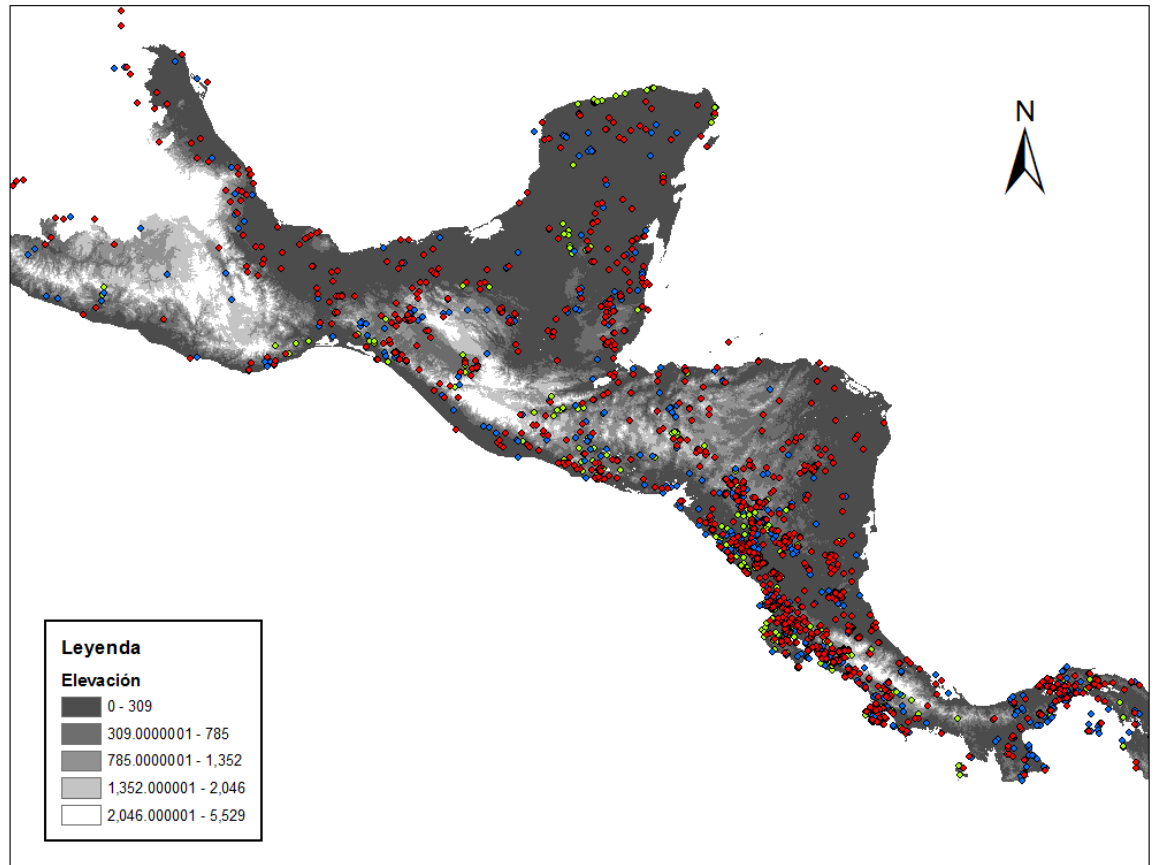 N
Leyenda
Elevación
0 - 309
309.0000001 - 785
785.0000001 - 1,352
1,352.000001 - 2,046
2,046.000001 - 5,529